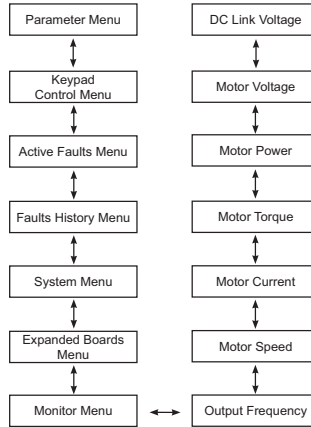 Parameter Menu
Keypad
Control Menu
Active Faults Menu
Faults History Menu
System Menu
Expanded Boards
Menu
Monitor Menu
DC Link Voltage
Motor Voltage
Motor Power
Motor Torque
Motor Current
Motor Speed
Output Frequency